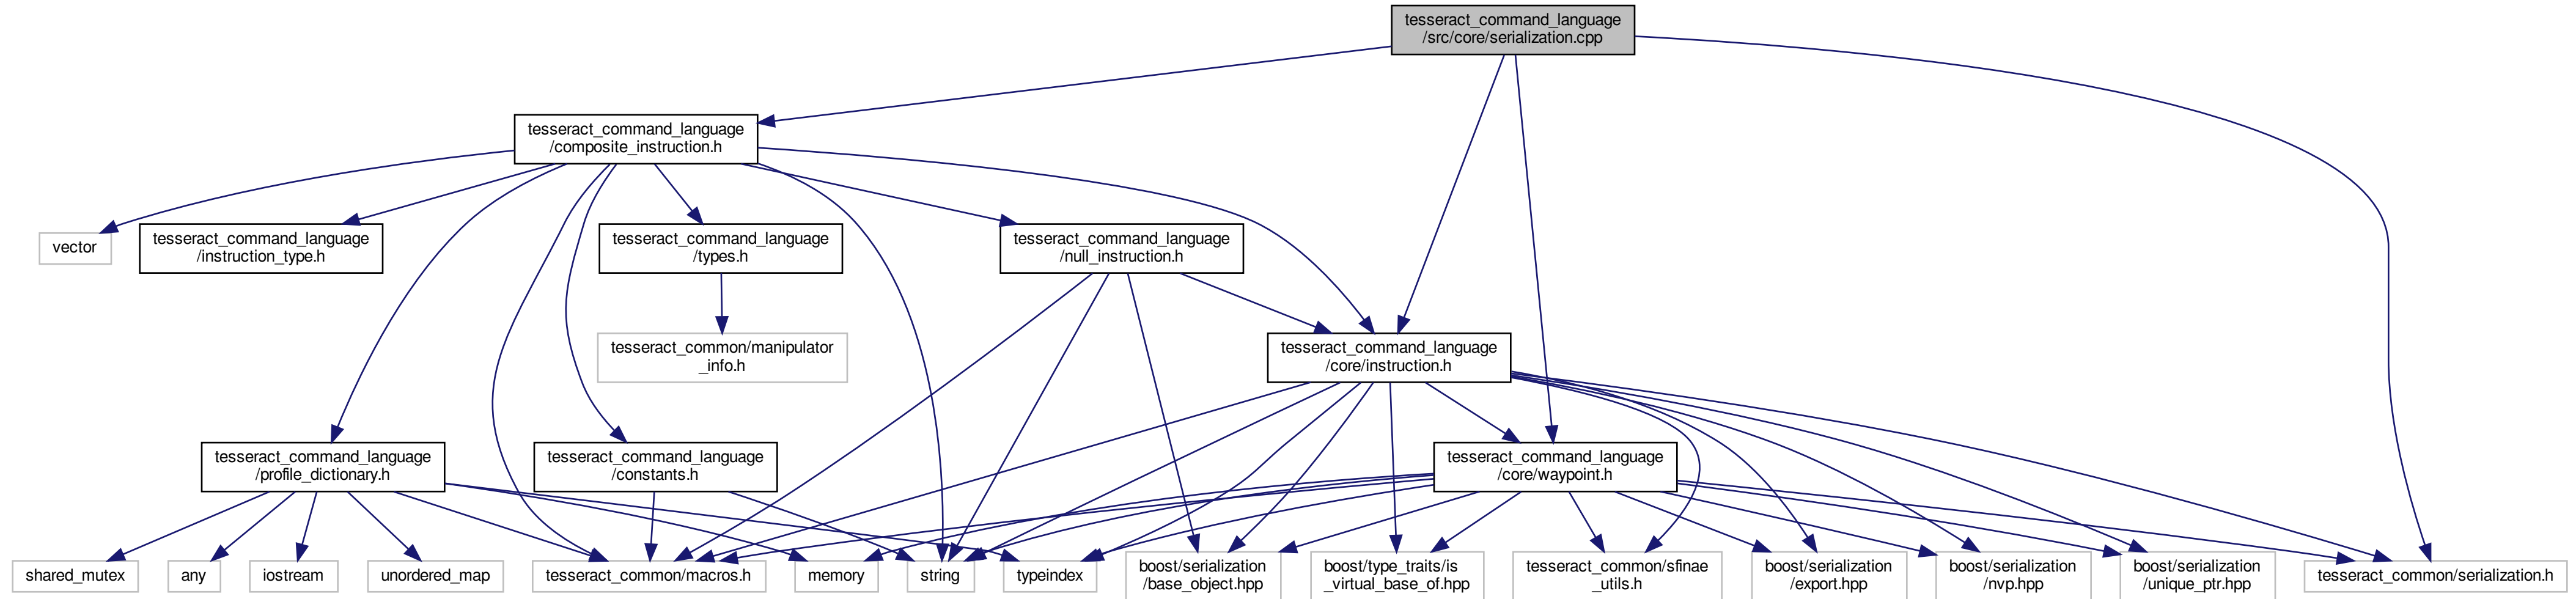 tesseract_command_language
/src/core/serialization.cpp
tesseract_command_language
/composite_instruction.h
vector
tesseract_command_language
/instruction_type.h
tesseract_command_language
/types.h
tesseract_command_language
/null_instruction.h
tesseract_common/manipulator
_info.h
tesseract_command_language
/core/instruction.h
tesseract_command_language
/profile_dictionary.h
tesseract_command_language
/constants.h
tesseract_command_language
/core/waypoint.h
shared_mutex
any
iostream
unordered_map
tesseract_common/macros.h
memory
string
typeindex
boost/serialization
/base_object.hpp
boost/type_traits/is
_virtual_base_of.hpp
tesseract_common/sfinae
_utils.h
boost/serialization
/export.hpp
boost/serialization
/nvp.hpp
boost/serialization
/unique_ptr.hpp
tesseract_common/serialization.h